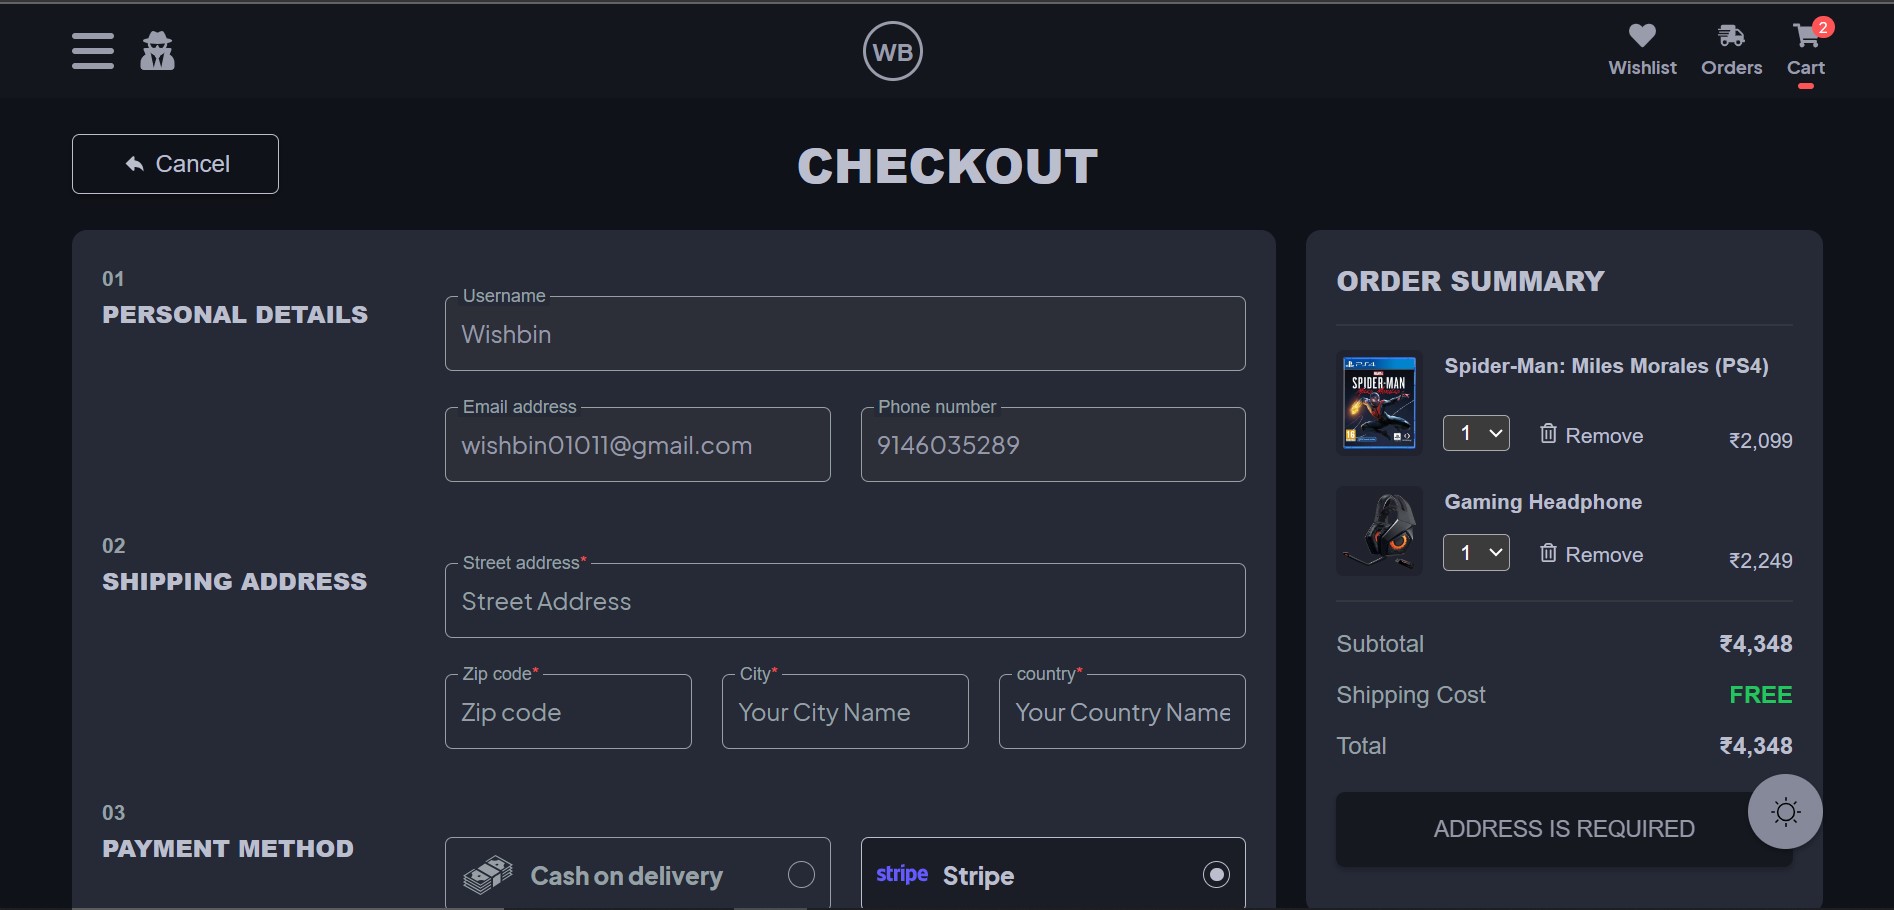 WB
Wishlist
Orders
2
Cart
Cancel
CHECKOUT
01
PERSONAL DETAILS
Username
Wishbin
Email address
wishbin01011@gmail.com
Phone number
9146035289
02
SHIPPING ADDRESS
Street address*
Street Address
Zip code*
Zip code
City*
Your City Name
country*
Your Country Name
03
PAYMENT METHOD
Cash on delivery
stripe
Stripe
ORDER SUMMARY
PS4
MARVEL
SPIDER-MAN
Spider-Man: Miles Morales (PS4)
1
Remove
₹2,099
Gaming Headphone
1
Remove
₹2,249
Subtotal
₹4,348
Shipping Cost
FREE
Total
₹4,348
ADDRESS IS REQUIRED